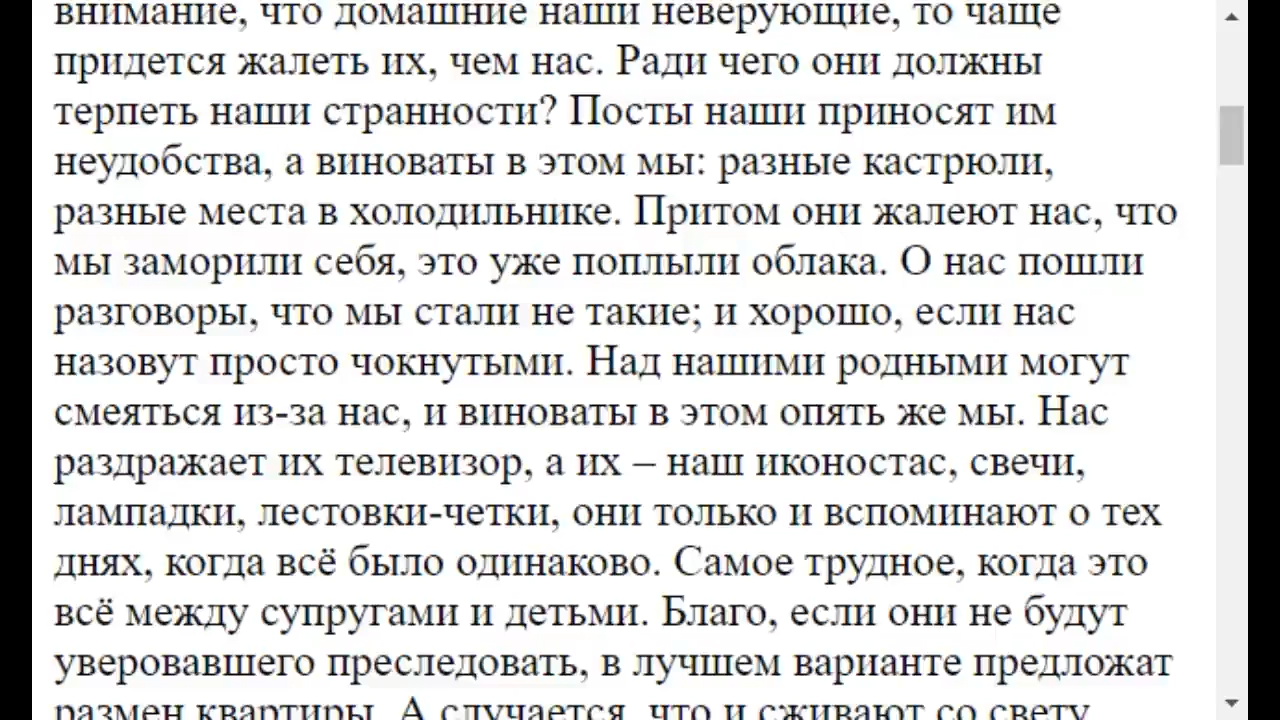 внимание, что домашние наши неверующие, то чаще
придется жалеть их, чем нас. Ради чего они должны
терпеть наши странности? Посты наши приносят им
неудобства, а виноваты в этом мы: разные кастрюли,
разные места в холодильнике. Притом они жалеют нас, что
мы заморили себя, это уже поплыли облака. О нас пошли
разговоры, что мы стали не такие; и хорошо, если нас
назовут просто чокнутыми. Над нашими родными могут
смеяться из-за нас, и виноваты в этом опять же мы. Нас
раздражает их телевизор, а их – наш иконостас, свечи,
лампадки, лестовки-четки, они только и вспоминают о тех
днях, когда всё было одинаково. Самое трудное, когда это
всё между супругами и детьми. Благо, если они не будут
уверовавшего преследовать, в лучшем варианте предложат
размен квартиры. А случается, что и сживают со свету